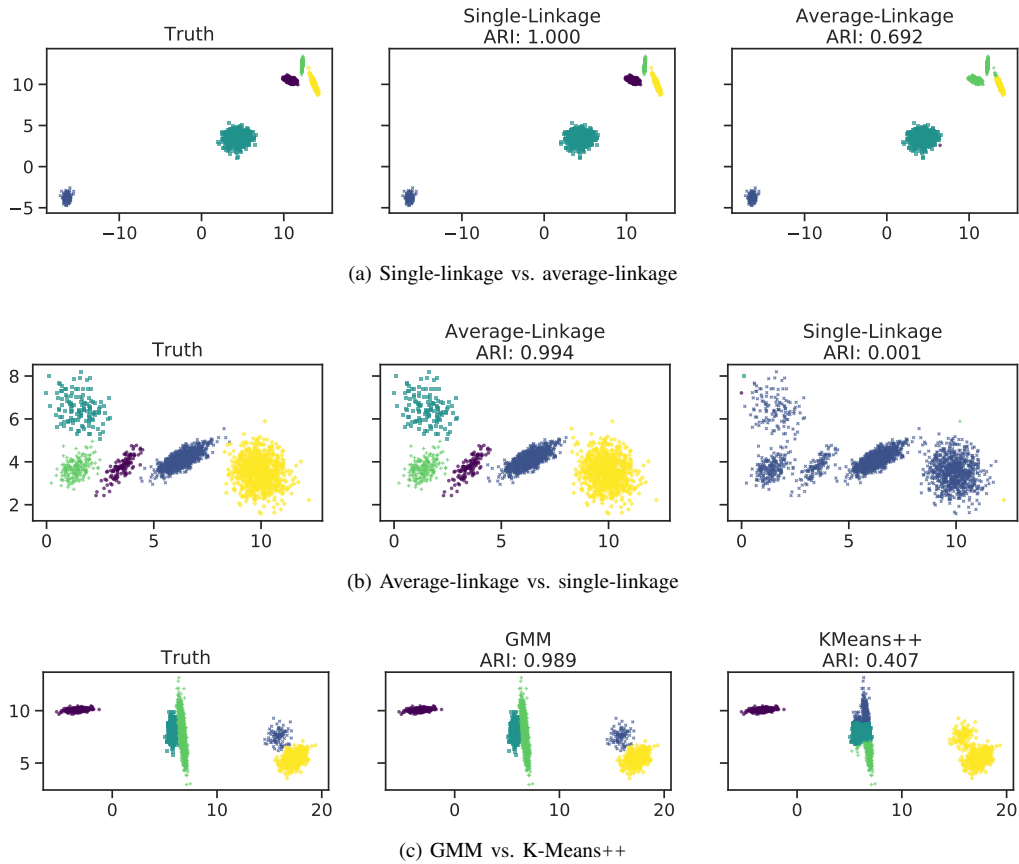 Truth
Single-Linkage
ARI: 1.000
Average-Linkage
ARI: 0.692
10
5
0
−5
−10 0 10
−10 0 10
−10 0 10
(a) Single-linkage vs. average-linkage
Truth
Average-Linkage
ARI: 0.994
Single-Linkage
ARI: 0.001
8
6
4
2
0 5 10
0 5 10
0 5 10
(b) Average-linkage vs. single-linkage
Truth
GMM
ARI: 0.989
KMeans++
ARI: 0.407
10
5
0 10 20
0 10 20
0 10 20
(c) GMM vs. K-Means++